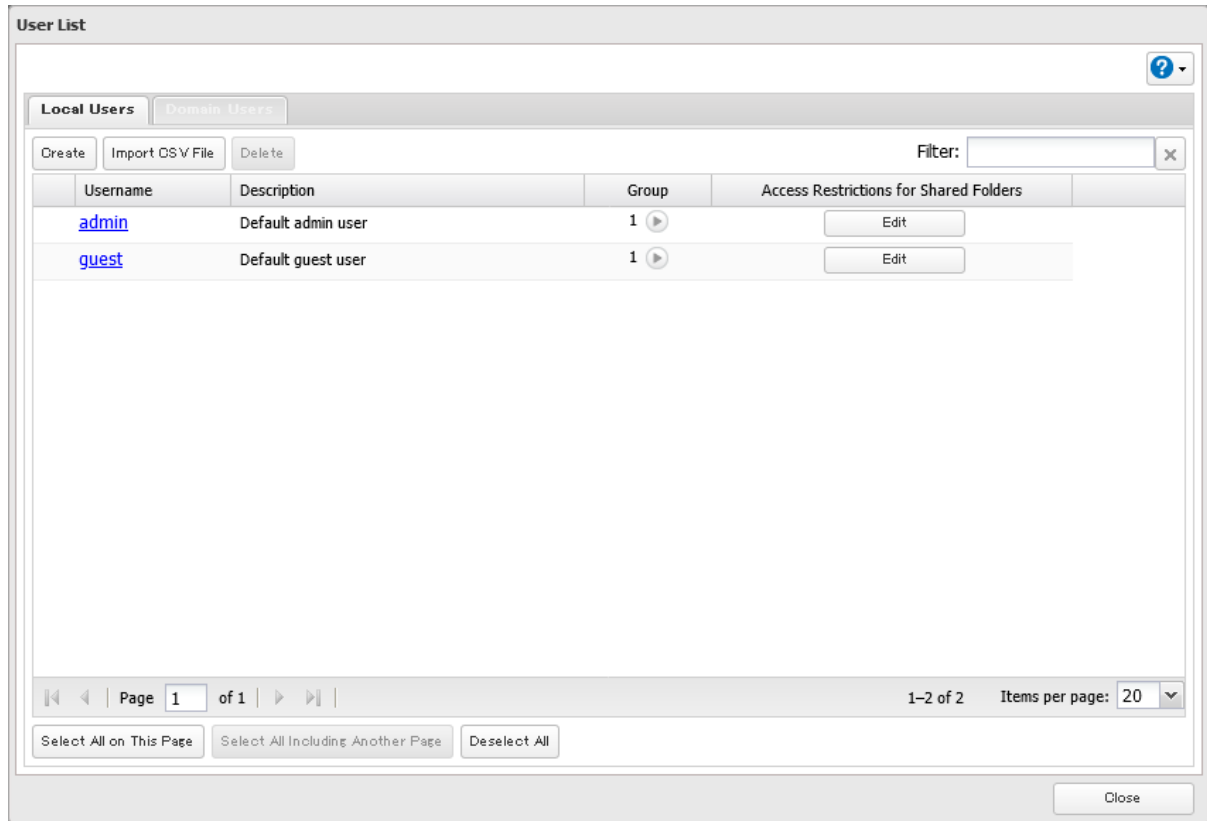 User List
Local Users Domain Users
Create Import CSV File Delete Filter:
Username Description Group Access Restrictions for Shared Folders
admin Default admin user 1 Edit
guest Default guest user 1 Edit
Page 1 of 1 1–2 of 2 Items per page: 20
Select All on This Page Select All Including Another Page Deselect All
Close